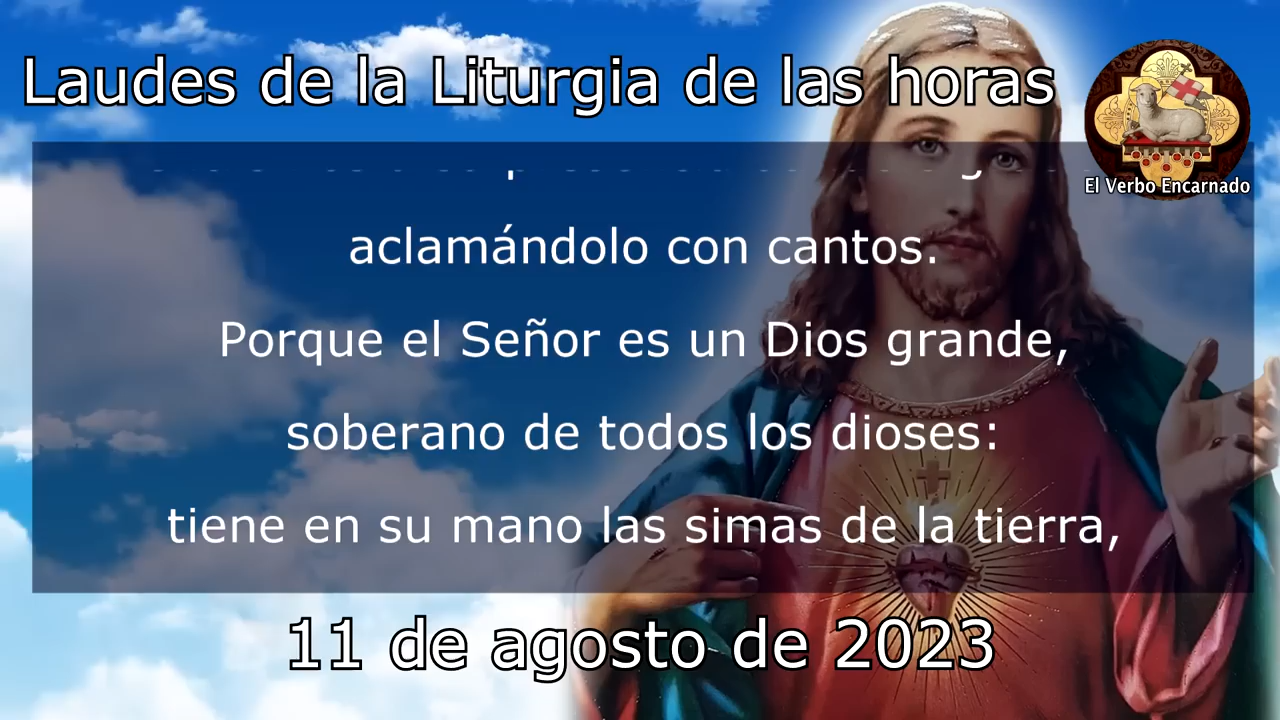 Laudes de la Liturgia de las horas
El Verbo Encarnado
aclamándolo con cantos.
Porque el Señor es un Dios grande,
soberano de todos los dioses:
tiene en su mano las simas de la tierra,
11 de agosto de 2023